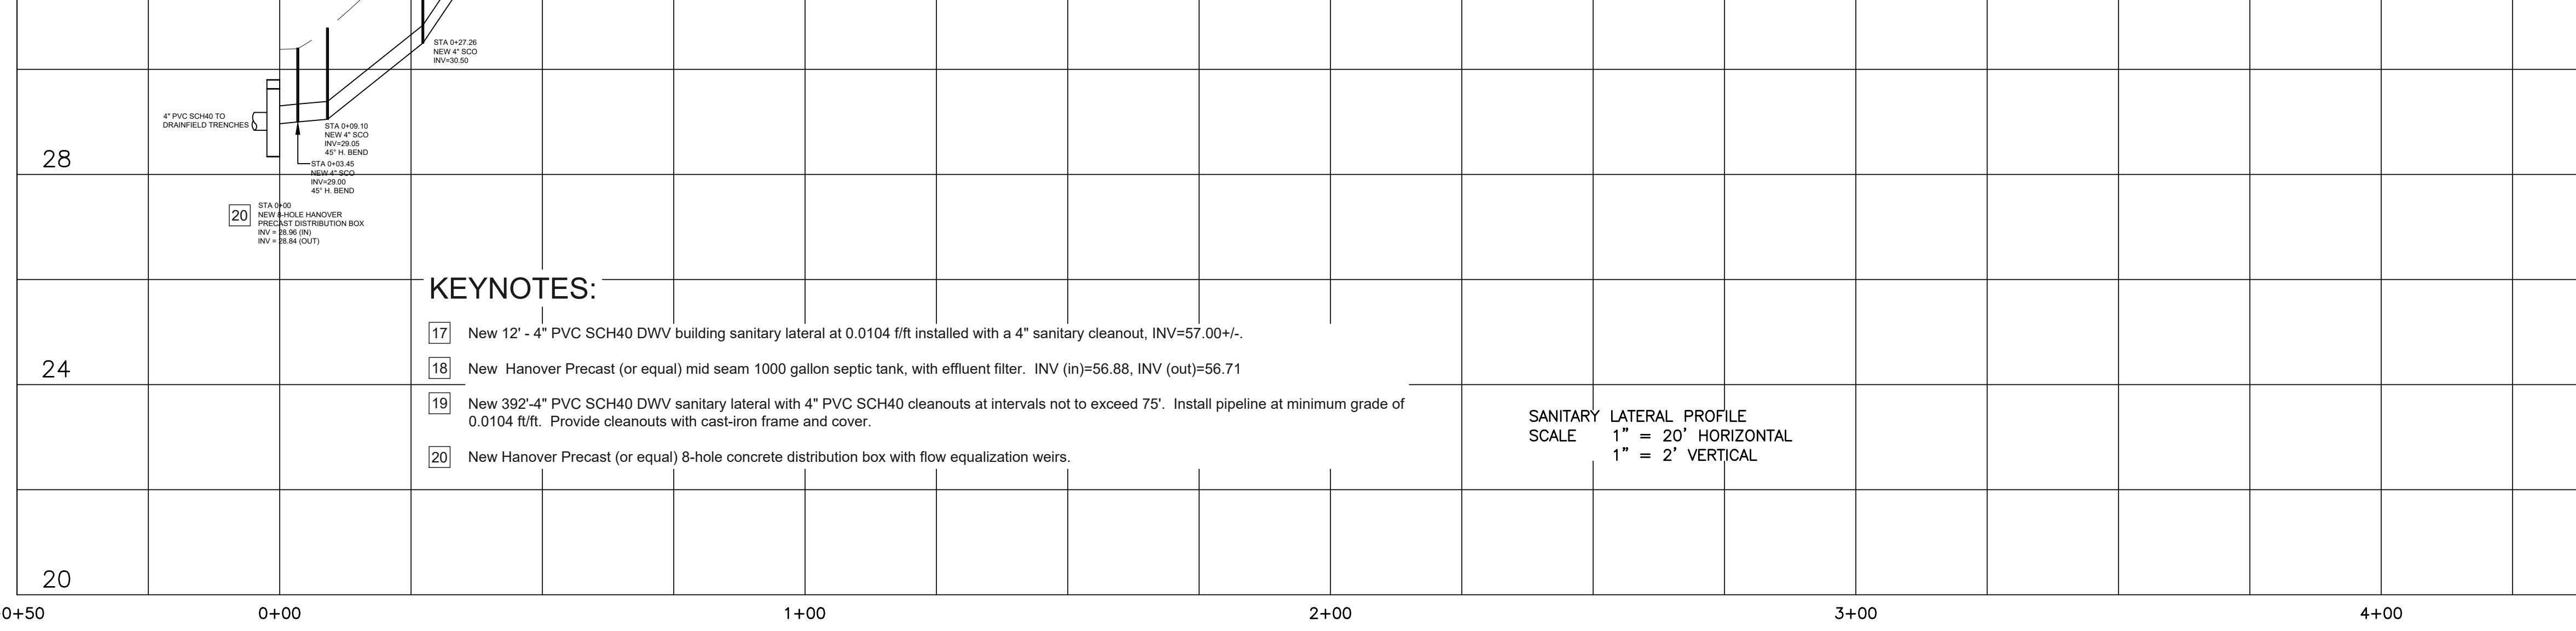 STA 0+27.26
NEW 4" SCO
INV=30.50
4" PVC SCH40 TO
DRAINFIELD TRENCHES
STA 0+09.10
NEW 4" SCO
INV=29.05
45° H. BEND
28
STA 0+03.45
NEW 4" SCO
INV=29.00
45° H. BEND
20
STA 0+00
NEW 8-HOLE HANOVER
PRECAST DISTRIBUTION BOX
INV = 28.96 (IN)
INV = 28.84 (OUT)
KEYNOTES:
17 New 12' - 4" PVC SCH40 DWV building sanitary lateral at 0.0104 f/ft installed with a 4" sanitary cleanout, INV=57.00+/-.
24
18 New  Hanover Precast (or equal) mid seam 1000 gallon septic tank, with effluent filter.  INV (in)=56.88, INV (out)=56.71
19 New 392'-4" PVC SCH40 DWV sanitary lateral with 4" PVC SCH40 cleanouts at intervals not to exceed 75'.  Install pipeline at minimum grade of
0.0104 ft/ft.  Provide cleanouts with cast-iron frame and cover.
20 New Hanover Precast (or equal) 8-hole concrete distribution box with flow equalization weirs.
SANITARY LATERAL PROFILE
SCALE 1" = 20' HORIZONTAL
1" = 2' VERTICAL
20
0+50 0+00 1+00 2+00 3+00 4+00